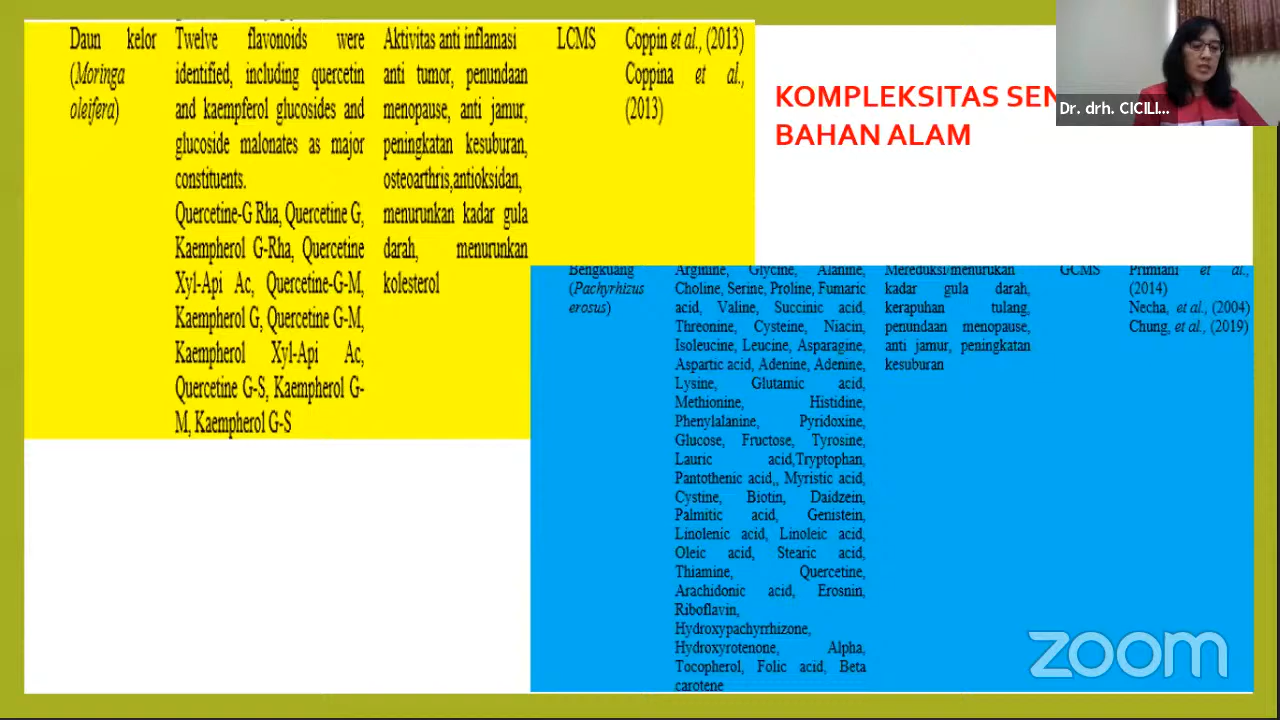 Daun kelor
(Moringa
oleifera)
Twelve flavonoids were
identified, including quercetin
and kaempferol glucosides and
glucoside malonates as major
constituents.
Quercetine-G Rha, Quercetine G,
Kaempherol G-Rha, Quercetine
Xyl-Api Ac, Quercetine-G-M,
Kaempherol G, Quercetine G-M,
Kaempherol Xyl-Api Ac,
Quercetine G-S, Kaempherol G-
M, Kaempherol G-S
Aktivitas anti inflamasi
anti tumor, penundaan
menopause, anti jamur,
peningkatan kesuburan,
osteoarthris,antioksidan,
menurunkan kadar gula
darah, menurunkan
kolesterol
LCMS
Coppin et al., (2013)
Coppina et al.,
(2013)
KOMPLEKSITAS SEN
BAHAN ALAM
Dr. drh. CICILI...
Bengkuang
(Pachyrhizus
erosus)
Arginine, Glycine, Alanine,
Choline, Serine, Proline, Fumaric
acid, Valine, Succinic acid,
Threonine, Cysteine, Niacin,
Isoleucine, Leucine, Asparagine,
Aspartic acid, Adenine, Adenine,
Lysine, Glutamic acid,
Methionine, Histidine,
Phenylalanine, Pyridoxine,
Glucose, Fructose, Tyrosine,
Lauric acid,Tryptophan,
Pantothenic acid,, Myristic acid,
Cystine, Biotin, Daidzein,
Palmitic acid, Genistein,
Linolenic acid, Linoleic acid,
Oleic acid, Stearic acid,
Thiamine, Quercetine,
Arachidonic acid, Erosnin,
Riboflavin,
Hydroxypachyrrhizone,
Hydroxyrotenone, Alpha,
Tocopherol, Folic acid, Beta
carotene
Mereduksi/menurukan
kadar gula darah,
kerapuhan tulang,
penundaan menopause,
anti jamur, peningkatan
kesuburan
GCMS
Primiani et al.,
(2014)
Necha, et al., (2004)
Chung, et al., (2019)
zoom